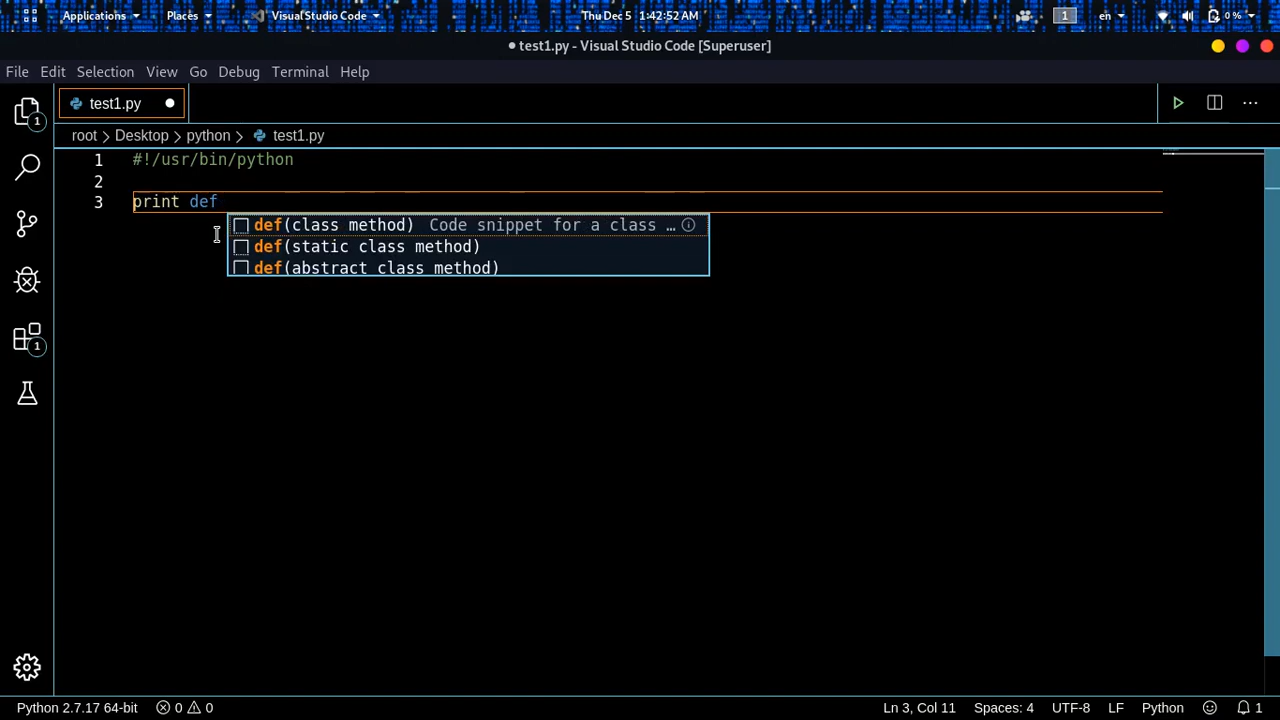 Applications Places Visual Studio Code Thu Dec 5 1:42:52 AM 1 en 0 %
test1.py - Visual Studio Code [Superuser]
File Edit Selection View Go Debug Terminal Help
1 test1.py
root Desktop python test1.py
1 #!/usr/bin/python
2
3 print def
def(class method) Code snippet for a class …
def(static class method)
def(abstract class method)
1
Python 2.7.17 64-bit 0 0 Ln 3, Col 11 Spaces: 4 UTF-8 LF Python 1